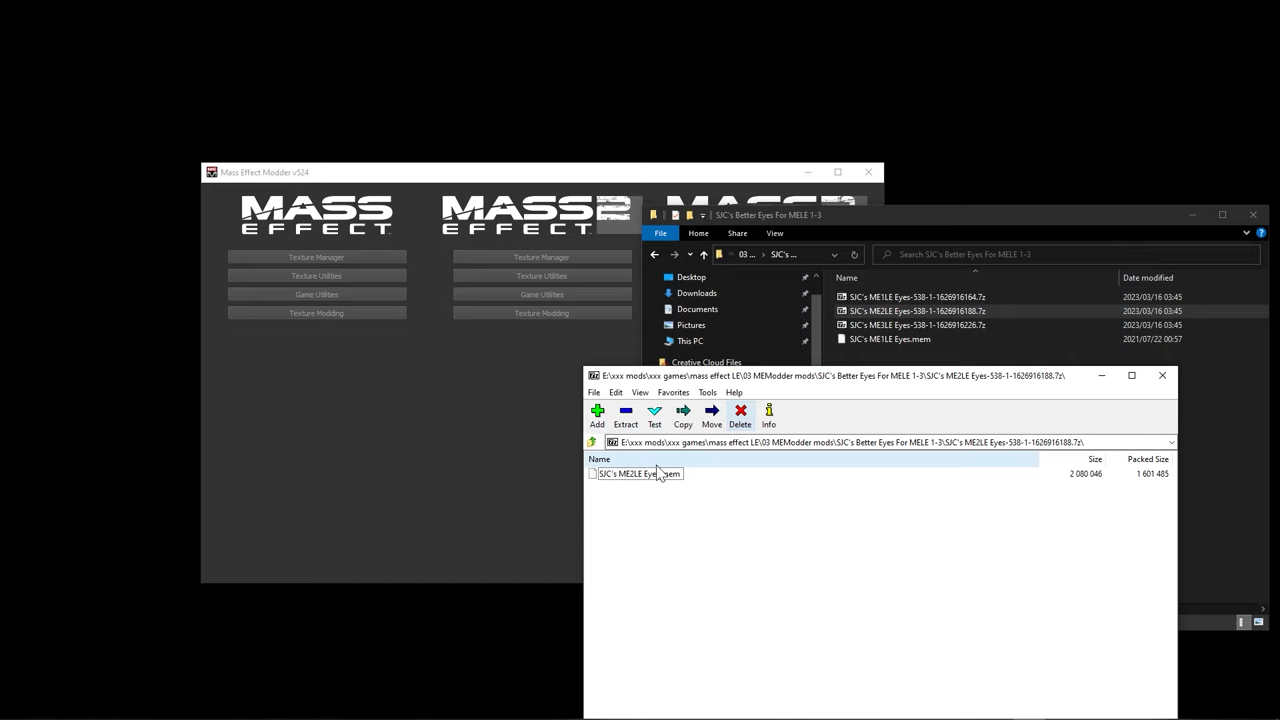 Mass Effect Modder v524
MASS
EFFECT
MASS 2
EFFECT
MASS
EFFECT
Texture Manager
Texture Utilities
Game Utilities
Texture Modding
Texture Manager
Texture Utilities
Game Utilities
Texture Modding
SJC's Better Eyes For MELE 1-3
File
Home
Share
View
03 ...
SJC's ...
Search SJC's Better Eyes For MELE 1-3
Desktop
Downloads
Documents
Pictures
This PC
Creative Cloud Files
Name
Date modified
SJC's ME1LE Eyes-538-1-1626916164.7z
2023/03/16 03:45
SJC's ME2LE Eyes-538-1-1626916188.7z
2023/03/16 03:45
SJC's ME3LE Eyes-538-1-1626916226.7z
2023/03/16 03:45
SJC's ME1LE Eyes.mem
2021/07/22 00:57
E:\xxx mods\xxx games\mass effect LE\03 MEModder mods\SJC's Better Eyes For MELE 1-3\SJC's ME2LE Eyes-538-1-1626916188.7z\
File
Edit
View
Favorites
Tools
Help
Add
Extract
Test
Copy
Move
Delete
Info
E:\xxx mods\xxx games\mass effect LE\03 MEModder mods\SJC's Better Eyes For MELE 1-3\SJC's ME2LE Eyes-538-1-1626916188.7z\
Name
Size
Packed Size
SJC's ME2LE Eyes.mem
2 080 046
1 601 485